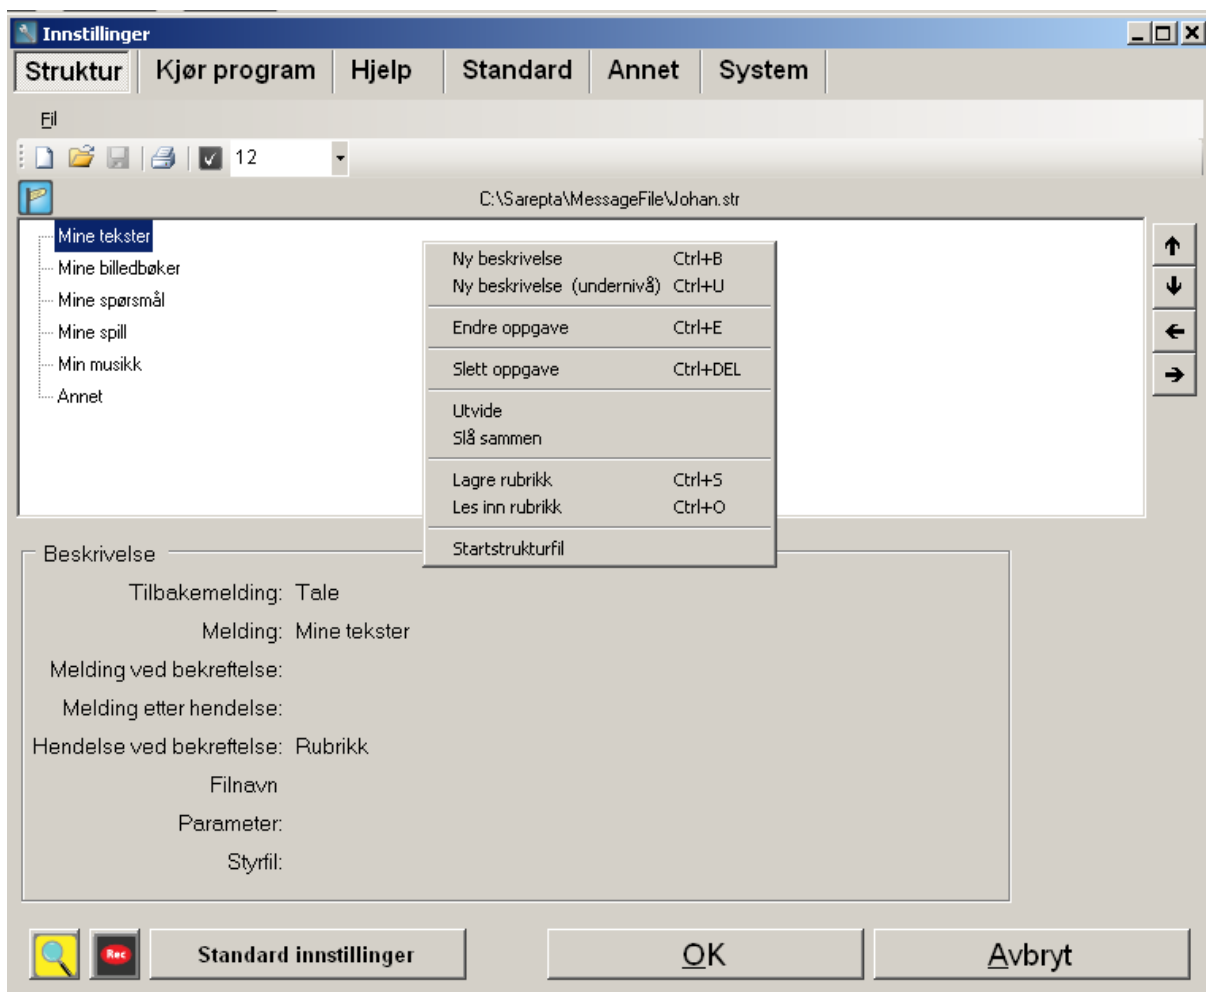 Innstillinger
Struktur Kjør program Hjelp Standard Annet System
Fil
12
C:\Sarepta\MessageFile\Johan.str
Mine tekster
Mine billedbøker
Mine spørsmål
Mine spill
Min musikk
Annet
Ny beskrivelse Ctrl+B
Ny beskrivelse (undernivå) Ctrl+U
Endre oppgave Ctrl+E
Slett oppgave Ctrl+DEL
Utvide
Slå sammen
Lagre rubrikk Ctrl+S
Les inn rubrikk Ctrl+O
Startstrukturfil
Beskrivelse
Tilbakemelding: Tale
Melding: Mine tekster
Melding ved bekreftelse:
Melding etter hendelse:
Hendelse ved bekreftelse: Rubrikk
Filnavn
Parameter:
Styrfil:
Rec Standard innstillinger OK Avbryt